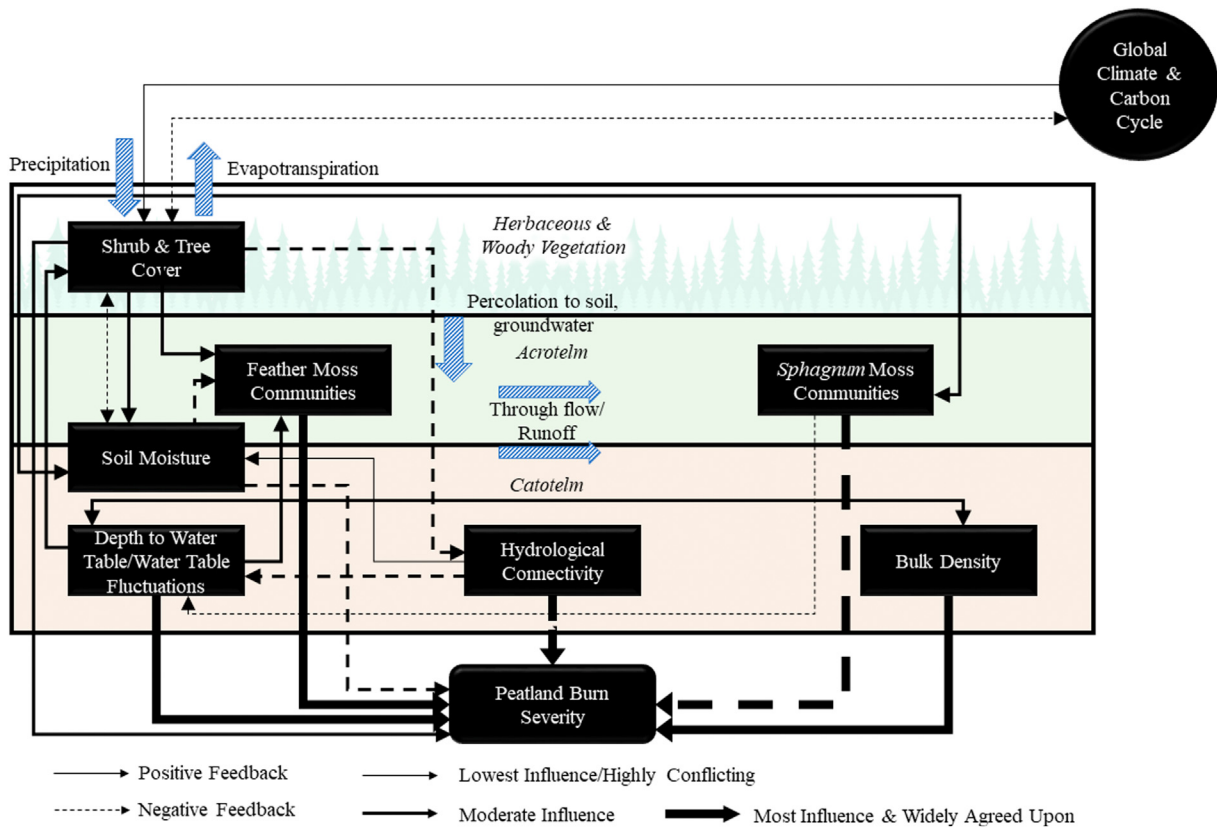 Global
Climate &
Carbon
Cycle
Precipitation
Evapotranspiration
Herbaceous &
Woody Vegetation
Shrub & Tree
Cover
Percolation to soil,
groundwater
Acrotelm
Feather Moss
Communities
Sphagnum Moss
Communities
Through flow/
Runoff
Soil Moisture
Catotelm
Depth to Water
Table/Water Table
Fluctuations
Hydrological
Connectivity
Bulk Density
Peatland Burn
Severity
Positive Feedback
Lowest Influence/Highly Conflicting
Negative Feedback
Moderate Influence
Most Influence & Widely Agreed Upon